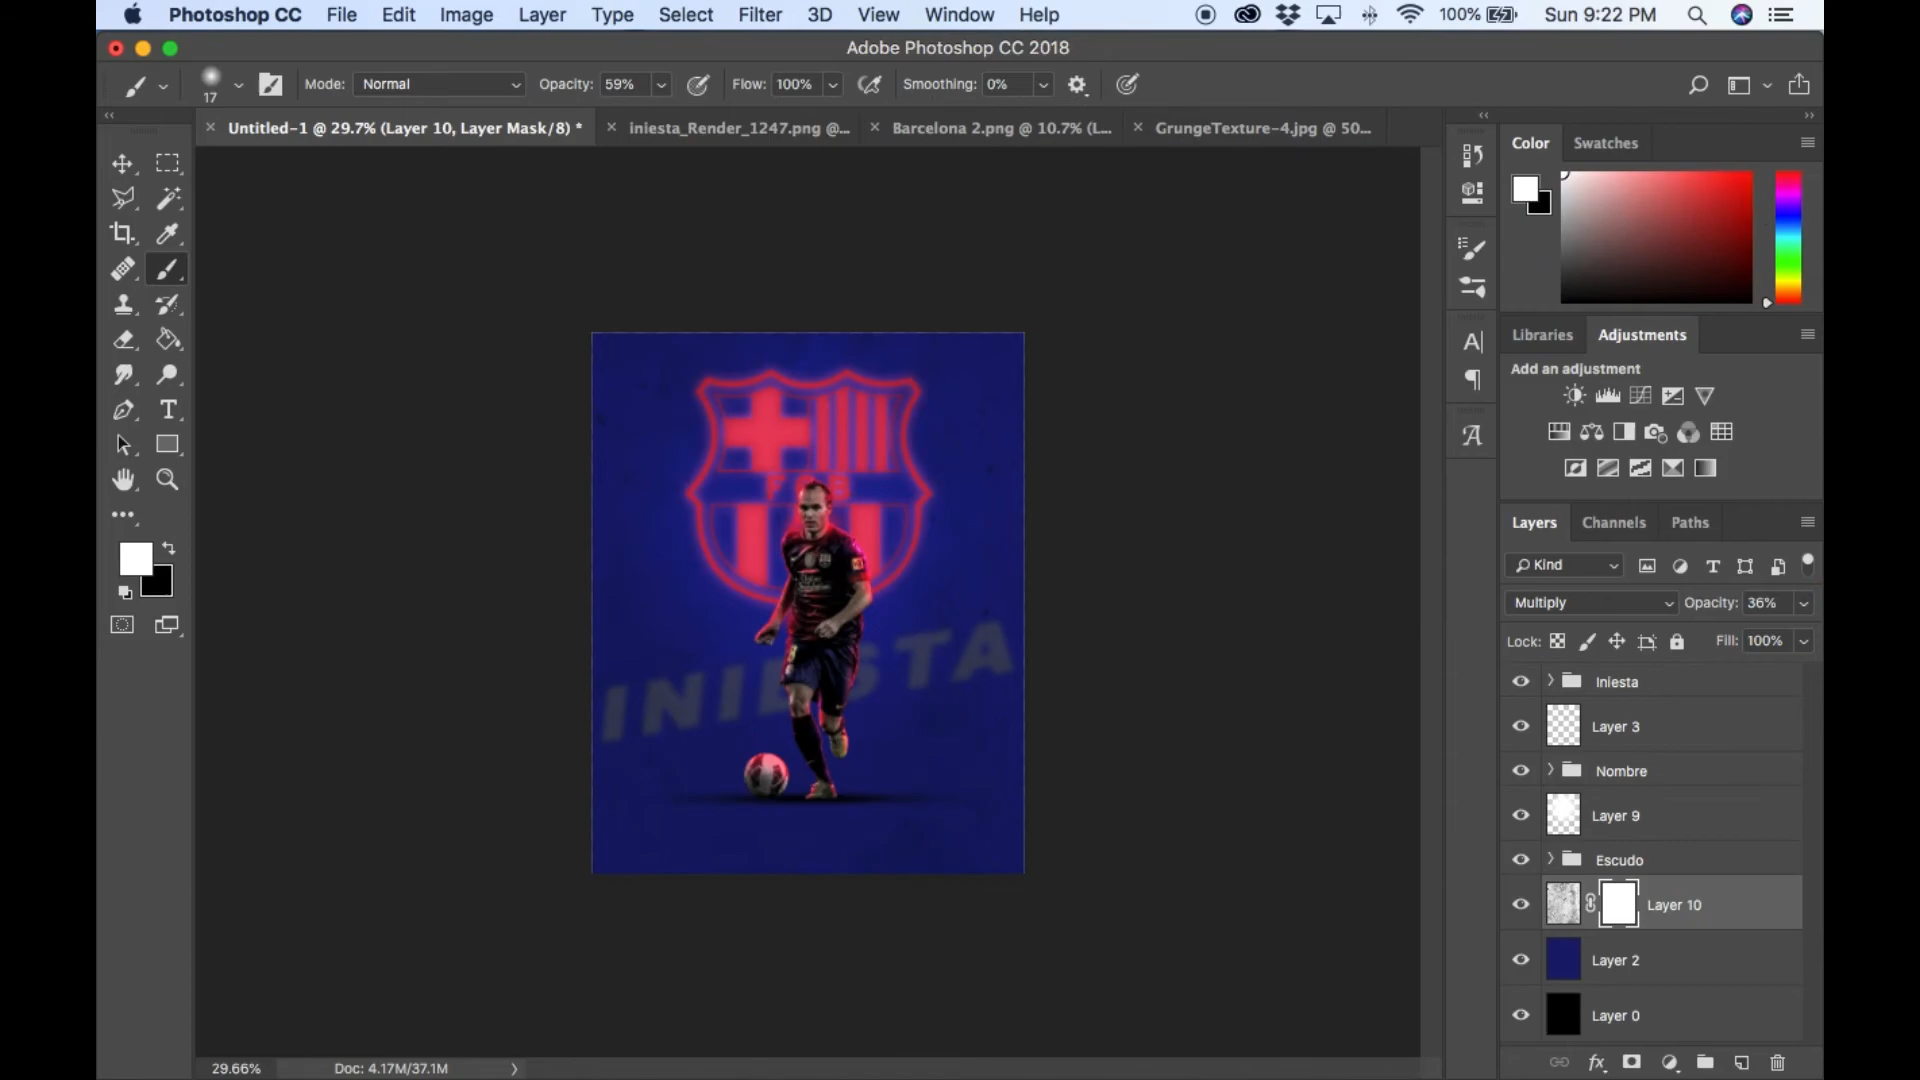 Photoshop CC File Edit Image Layer Type Select Filter 3D View Window Help 100% Sun 9:22 PM
Adobe Photoshop CC 2018
17 Mode: Normal Opacity: 59% Flow: 100% Smoothing: 0%
Untitled-1 @ 29.7% (Layer 10, Layer Mask/8) * iniesta_Render_1247.png @... Barcelona 2.png @ 10.7% (L... GrungeTexture-4.jpg @ 50...
Color Swatches
Libraries Adjustments
Add an adjustment
INIESTA
Layers Channels Paths
Kind
Multiply Opacity: 36%
Lock: Fill: 100%
Iniesta
Layer 3
Nombre
Layer 9
Escudo
Layer 10
Layer 2
Layer 0
29.66% Doc: 4.17M/37.1M